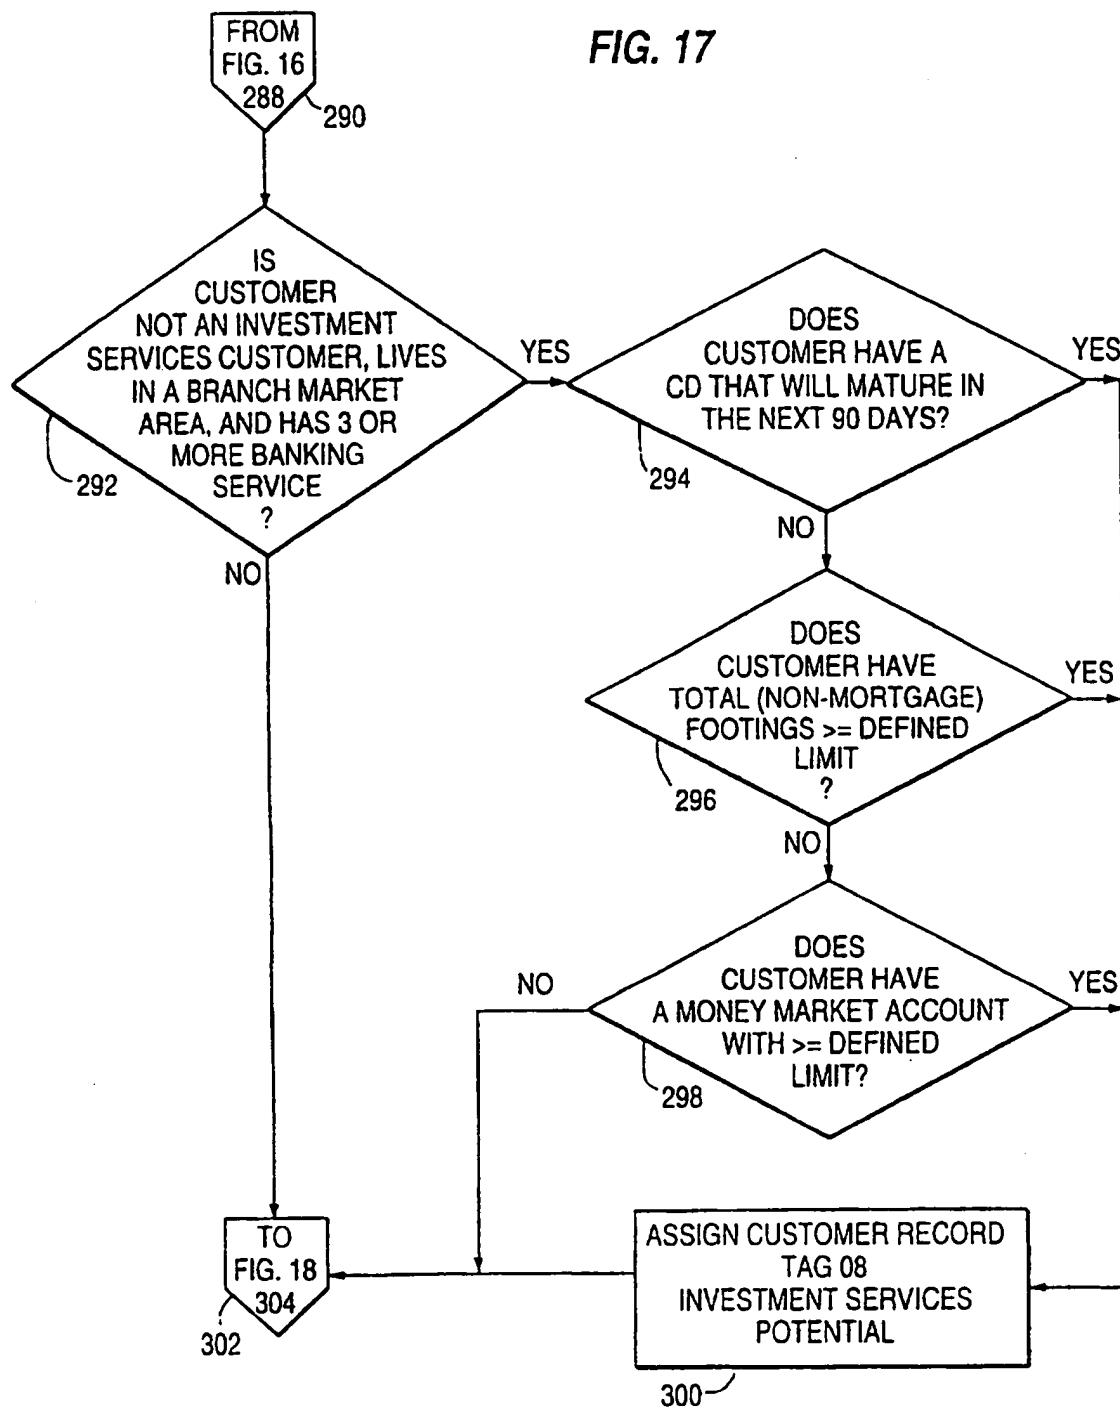 FROM
FIG. 16
288
290
FIG. 17
IS
CUSTOMER
NOT AN INVESTMENT
SERVICES CUSTOMER, LIVES
IN A BRANCH MARKET
AREA, AND HAS 3 OR
MORE BANKING
SERVICE
?
292
YES
NO
DOES
CUSTOMER HAVE A
CD THAT WILL MATURE IN
THE NEXT 90 DAYS?
294
YES
NO
DOES
CUSTOMER HAVE
TOTAL (NON-MORTGAGE)
FOOTINGS >= DEFINED
LIMIT
?
296
YES
NO
DOES
CUSTOMER HAVE
A MONEY MARKET ACCOUNT
WITH >= DEFINED
LIMIT?
298
NO
YES
ASSIGN CUSTOMER RECORD
TAG 08
INVESTMENT SERVICES
POTENTIAL
300
TO
FIG. 18
304
302